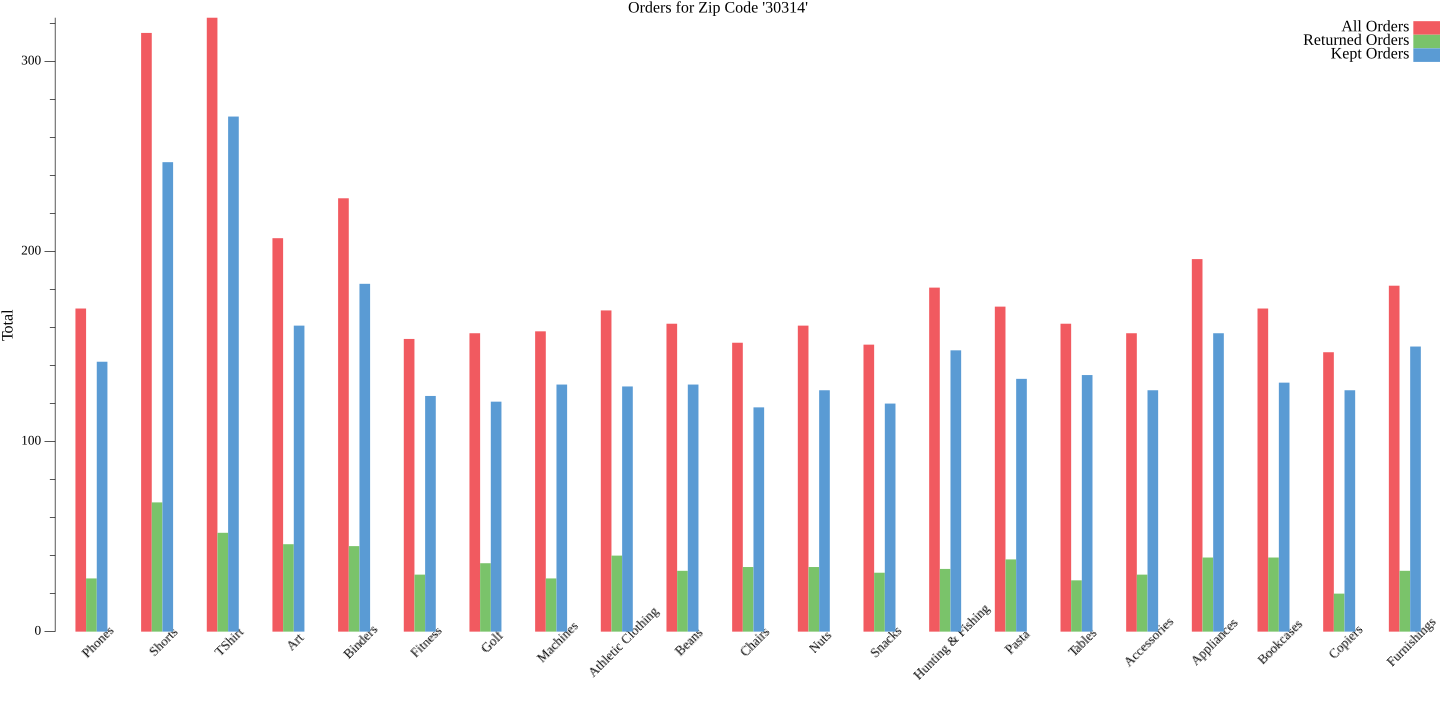 Orders for Zip Code '30314'
All Orders
Returned Orders
Kept Orders
Total
300
200
100
0
Phones
Shorts
TShirt
Art
Binders
Fitness
Golf
Machines
Athletic Clothing
Beans
Chairs
Nuts
Snacks
Hunting & Fishing
Pasta
Tables
Accessories
Appliances
Bookcases
Copiers
Furnishings